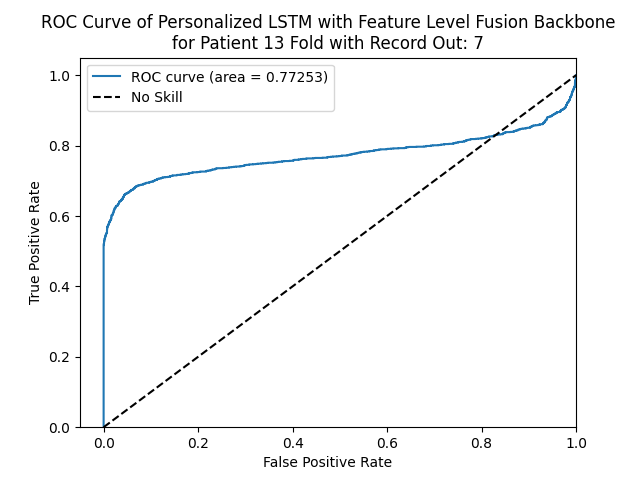 ROC Curve of Personalized LSTM with Feature Level Fusion Backbone
for Patient 13 Fold with Record Out: 7
ROC curve (area = 0.77253)
No Skill
1.0
0.8
0.6
0.4
0.2
0.0
True Positive Rate
0.0 0.2 0.4 0.6 0.8 1.0
False Positive Rate